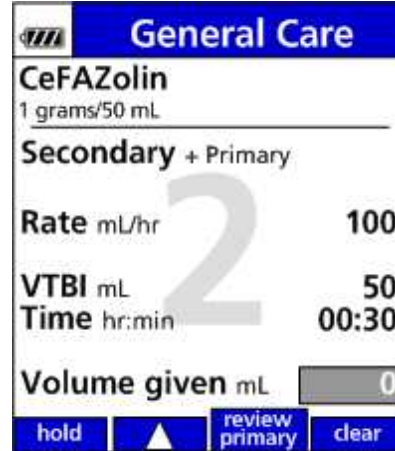 General Care
CeFAZolin
1 grams/50 mL
Secondary + Primary
2
Rate mL/hr 100
VTBI mL 50
Time hr:min 00:30
Volume given mL 0
hold review primary clear